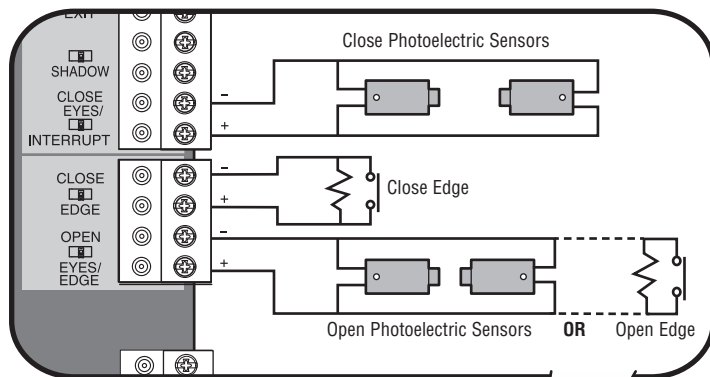 EXIT
Close Photoelectric Sensors
SHADOW
CLOSE
EYES/
INTERRUPT
-
+
CLOSE
EDGE
-
+
Close Edge
OPEN
EYES/
EDGE
-
+
Open Photoelectric Sensors OR Open Edge